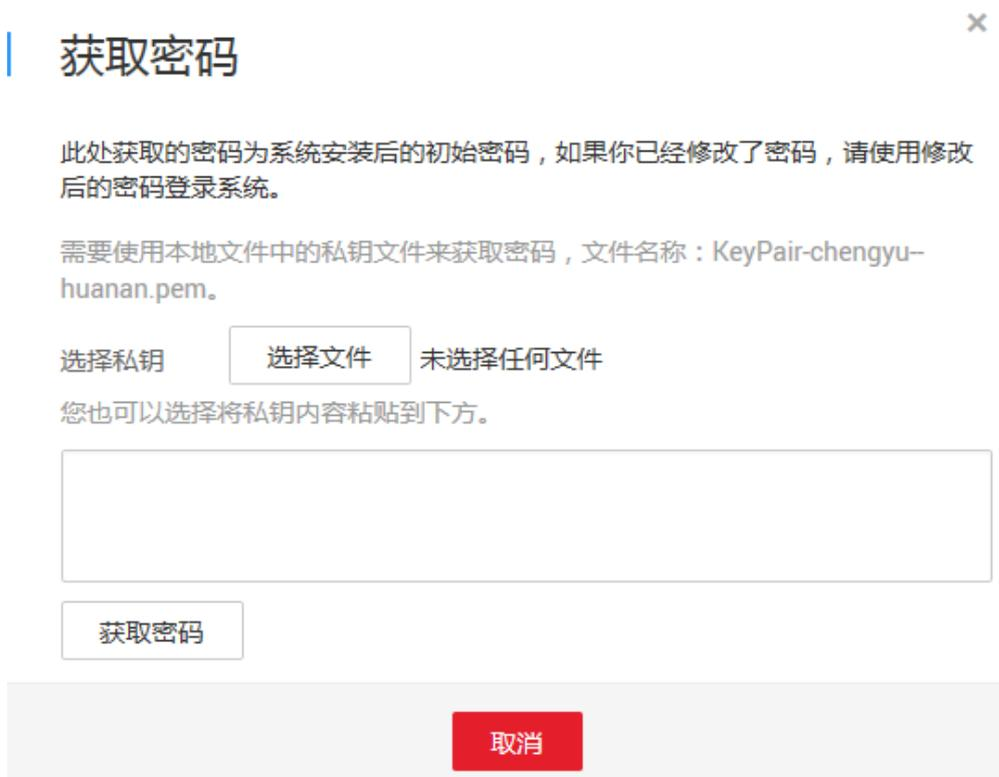 获取密码
此处获取的密码为系统安装后的初始密码，如果你已经修改了密码，请使用修改
后的密码登录系统。
需要使用本地文件中的私钥文件来获取密码，文件名称：KeyPair-chengyu--
huanan.pem。
选择私钥 选择文件 未选择任何文件
您也可以选择将私钥内容粘贴到下方。
获取密码
取消